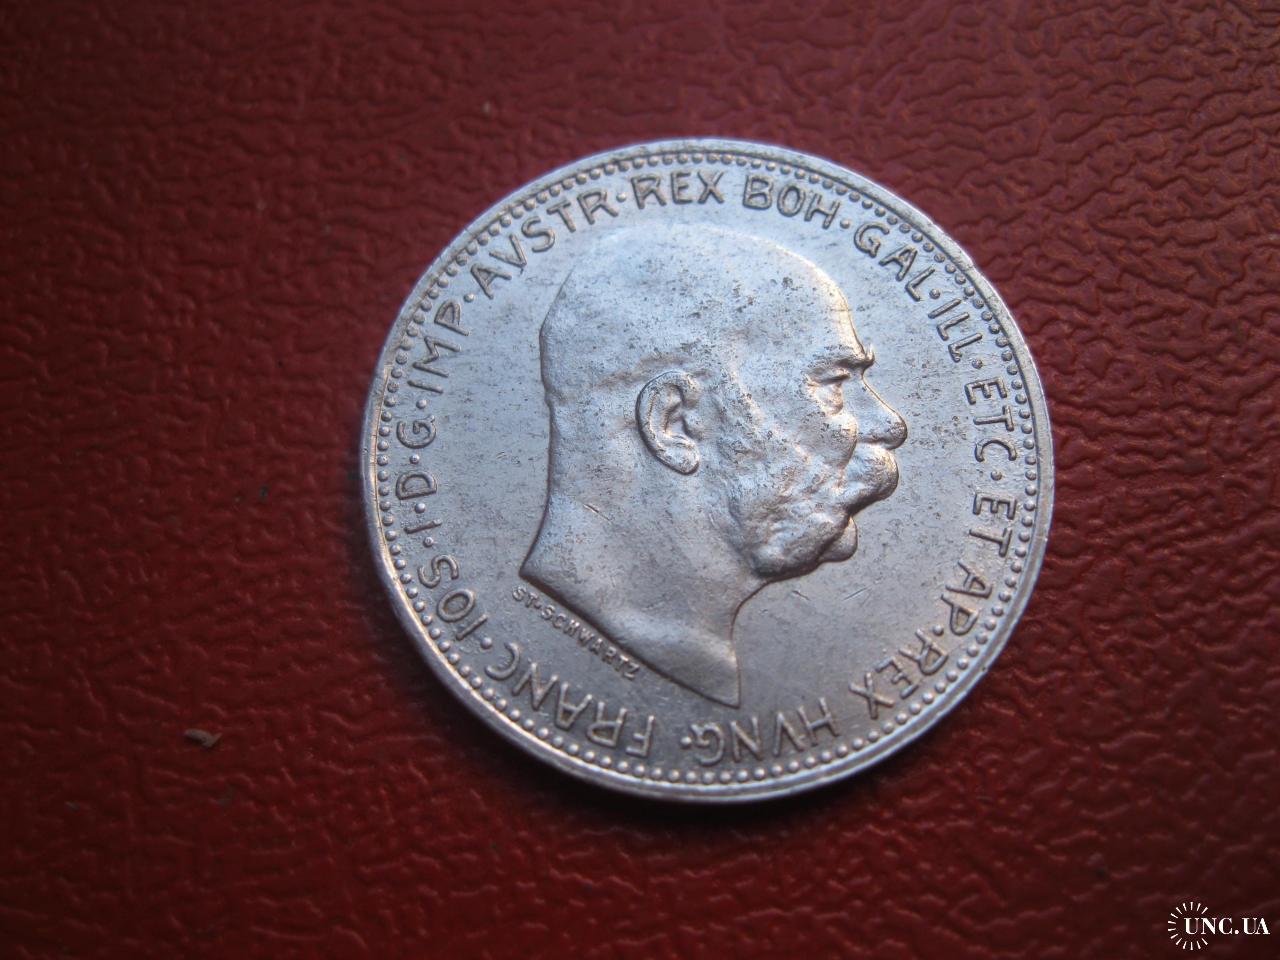 FRANC·IOS·I·D·G·IMP·AVSTR·REX BOH·GAL·ILL·ETC·ET AP·REX HVNG.
ST·SCHWARTZ
UNC.UA